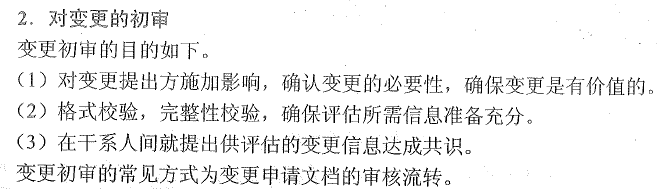 2．对变更的初审
变更初审的目的如下。
（1）对变更提出方施加影响，确认变更的必要性，确保变更是有价值的。
（2）格式校验，完整性校验，确保评估所需信息准备充分。
（3）在干系人间就提出供评估的变更信息达成共识。
变更初审的常见方式为变更申请文档的审核流转。